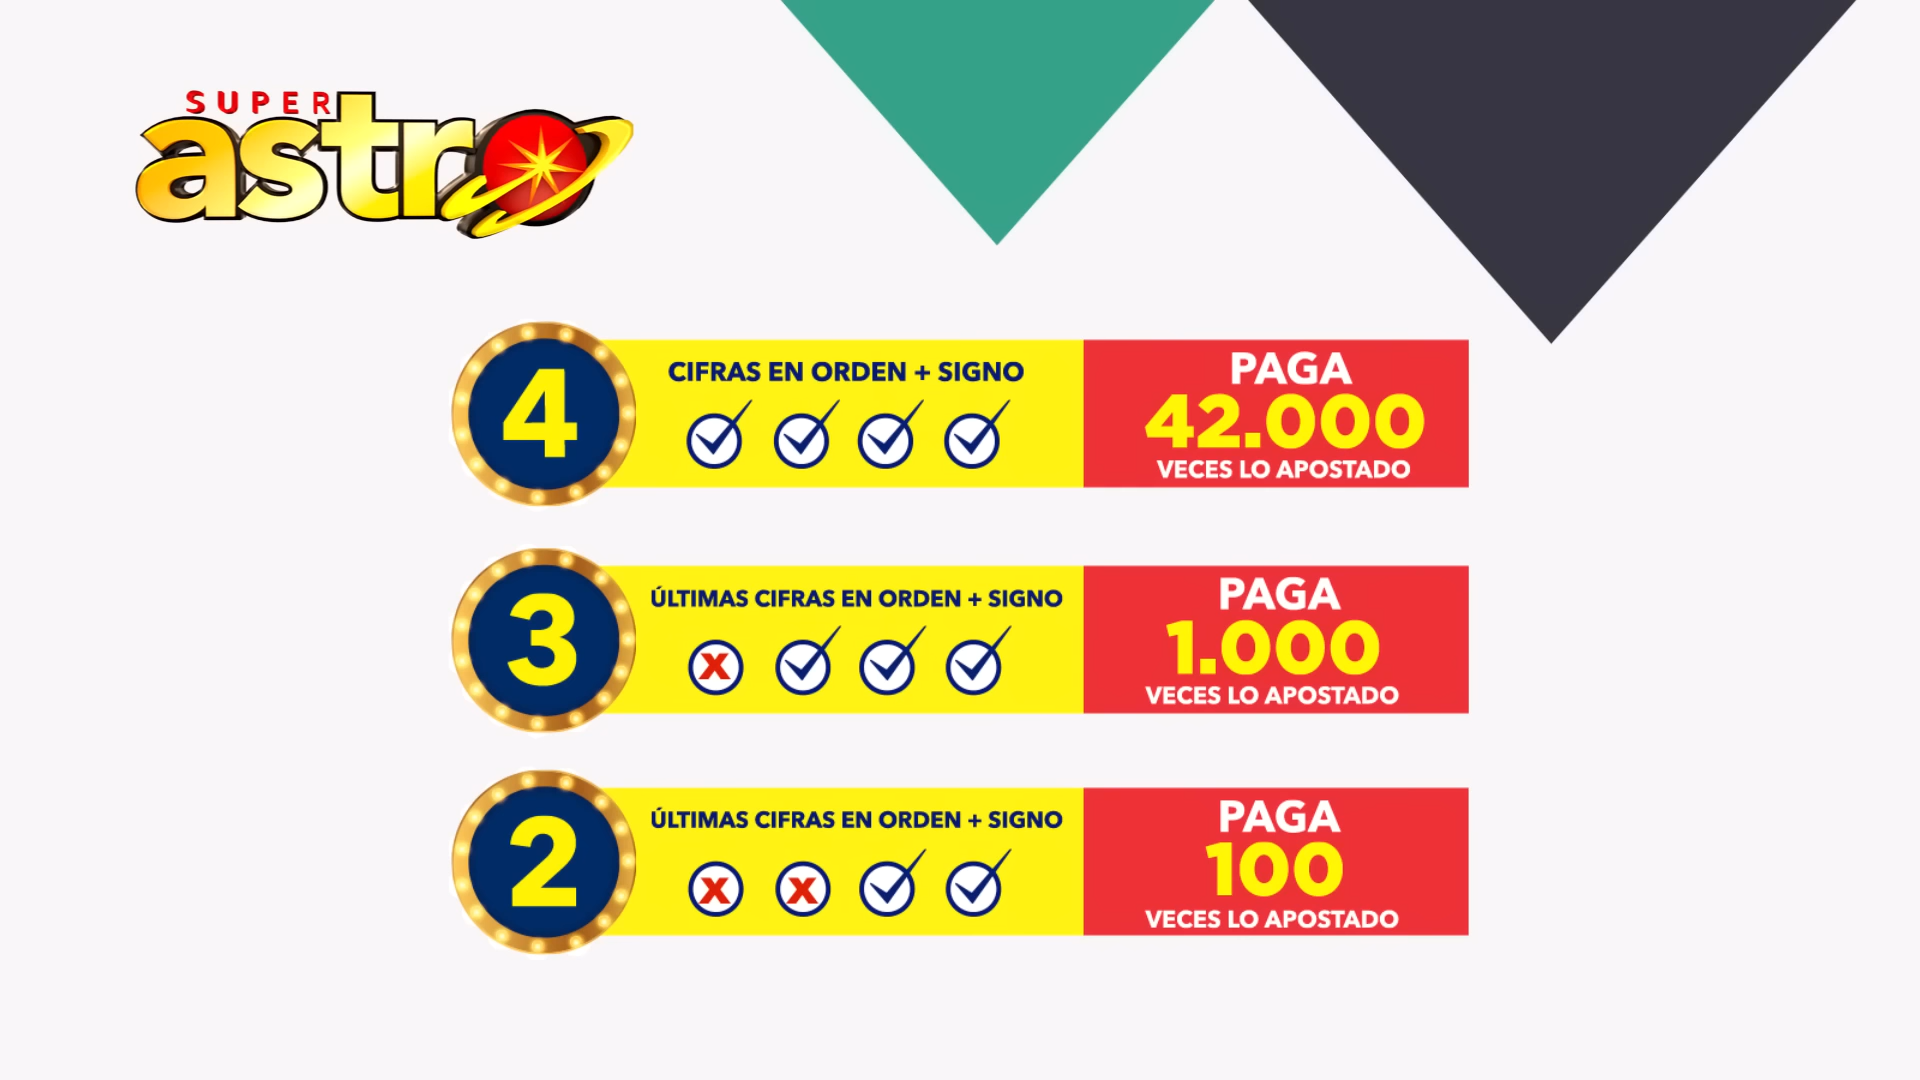 SUPER
astro
4
CIFRAS EN ORDEN + SIGNO
PAGA
42.000
VECES LO APOSTADO
3
ÚLTIMAS CIFRAS EN ORDEN + SIGNO
X
PAGA
1.000
VECES LO APOSTADO
2
ÚLTIMAS CIFRAS EN ORDEN + SIGNO
X X
PAGA
100
VECES LO APOSTADO